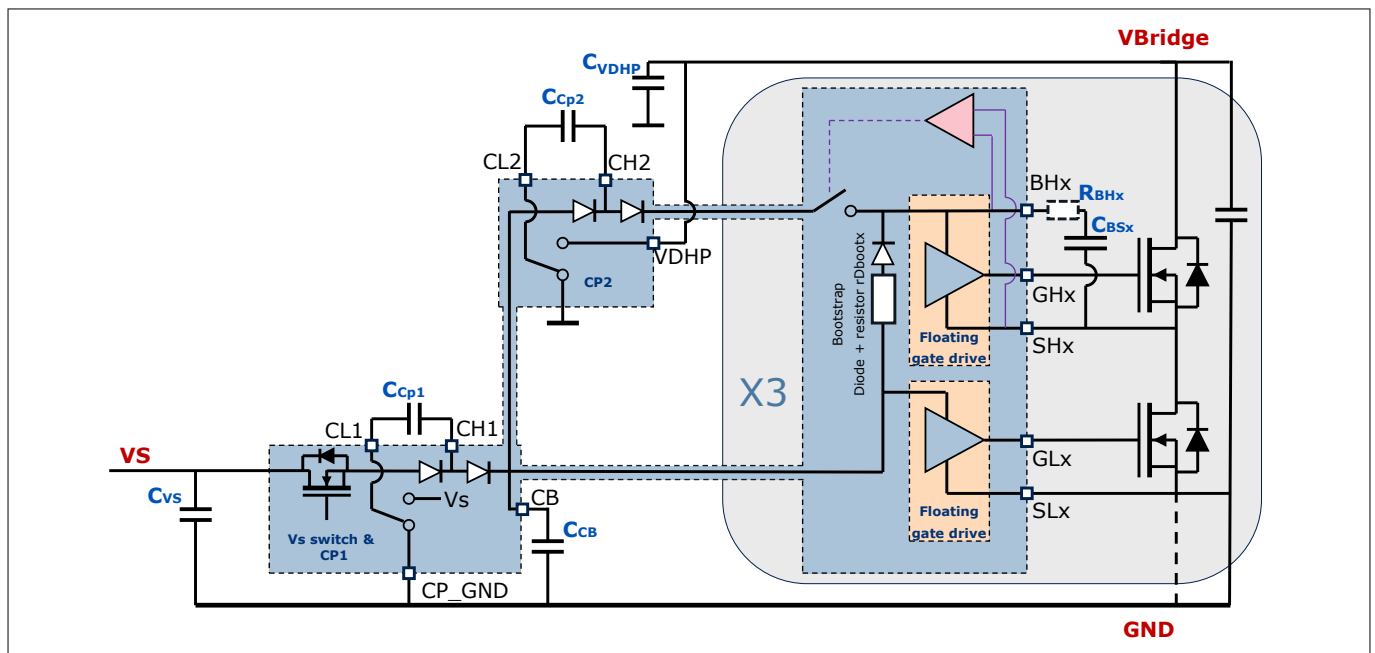 VBridge
CVDHP
CCp2
CL2
CH2
BHx
RBHx
CBSx
VDHP
CP2
GHx
Bootstrap
Diode + resistor rDbootx
Floating
gate drive
SHx
X3
CCp1
CL1
CH1
VS
GLx
Vs
CB
SLx
CVS
Vs switch &
CP1
CCB
Floating
gate drive
CP_GND
GND